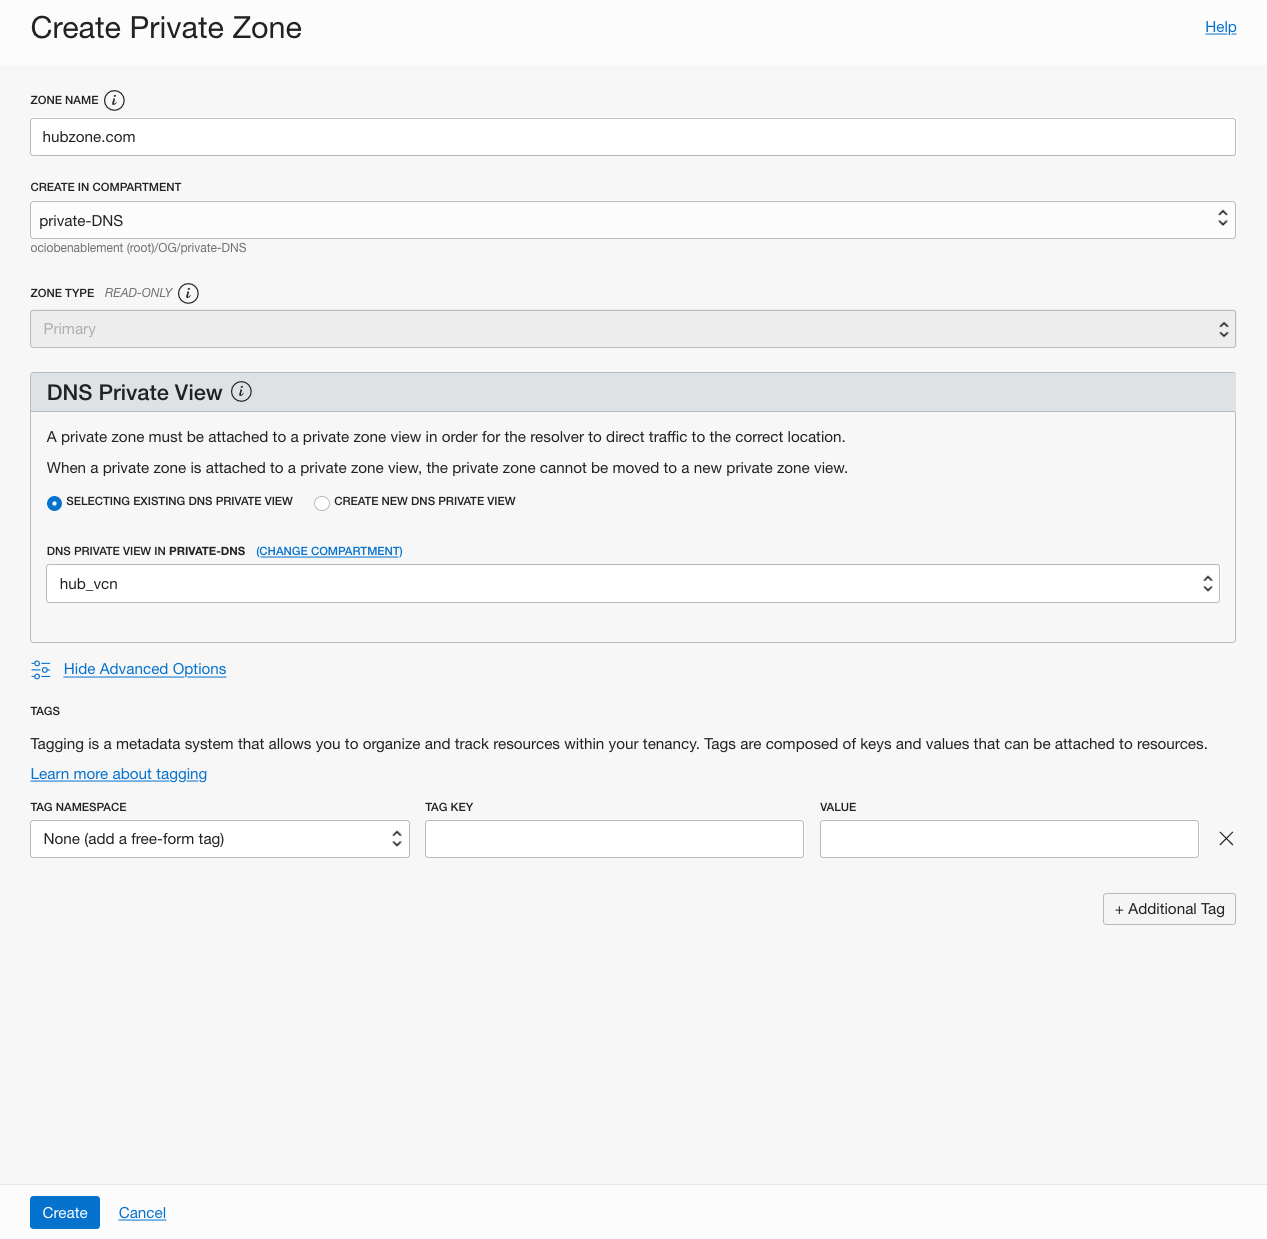 Create Private Zone
Help
ZONE NAME
hubzone.com
CREATE IN COMPARTMENT
private-DNS
ociobenablement (root)/OG/private-DNS
ZONE TYPE READ-ONLY
Primary
DNS Private View
A private zone must be attached to a private zone view in order for the resolver to direct traffic to the correct location.
When a private zone is attached to a private zone view, the private zone cannot be moved to a new private zone view.
SELECTING EXISTING DNS PRIVATE VIEW CREATE NEW DNS PRIVATE VIEW
DNS PRIVATE VIEW IN PRIVATE-DNS (CHANGE COMPARTMENT)
hub_vcn
Hide Advanced Options
TAGS
Tagging is a metadata system that allows you to organize and track resources within your tenancy. Tags are composed of keys and values that can be attached to resources.
Learn more about tagging
TAG NAMESPACE TAG KEY VALUE
None (add a free-form tag)
+ Additional Tag
Create Cancel